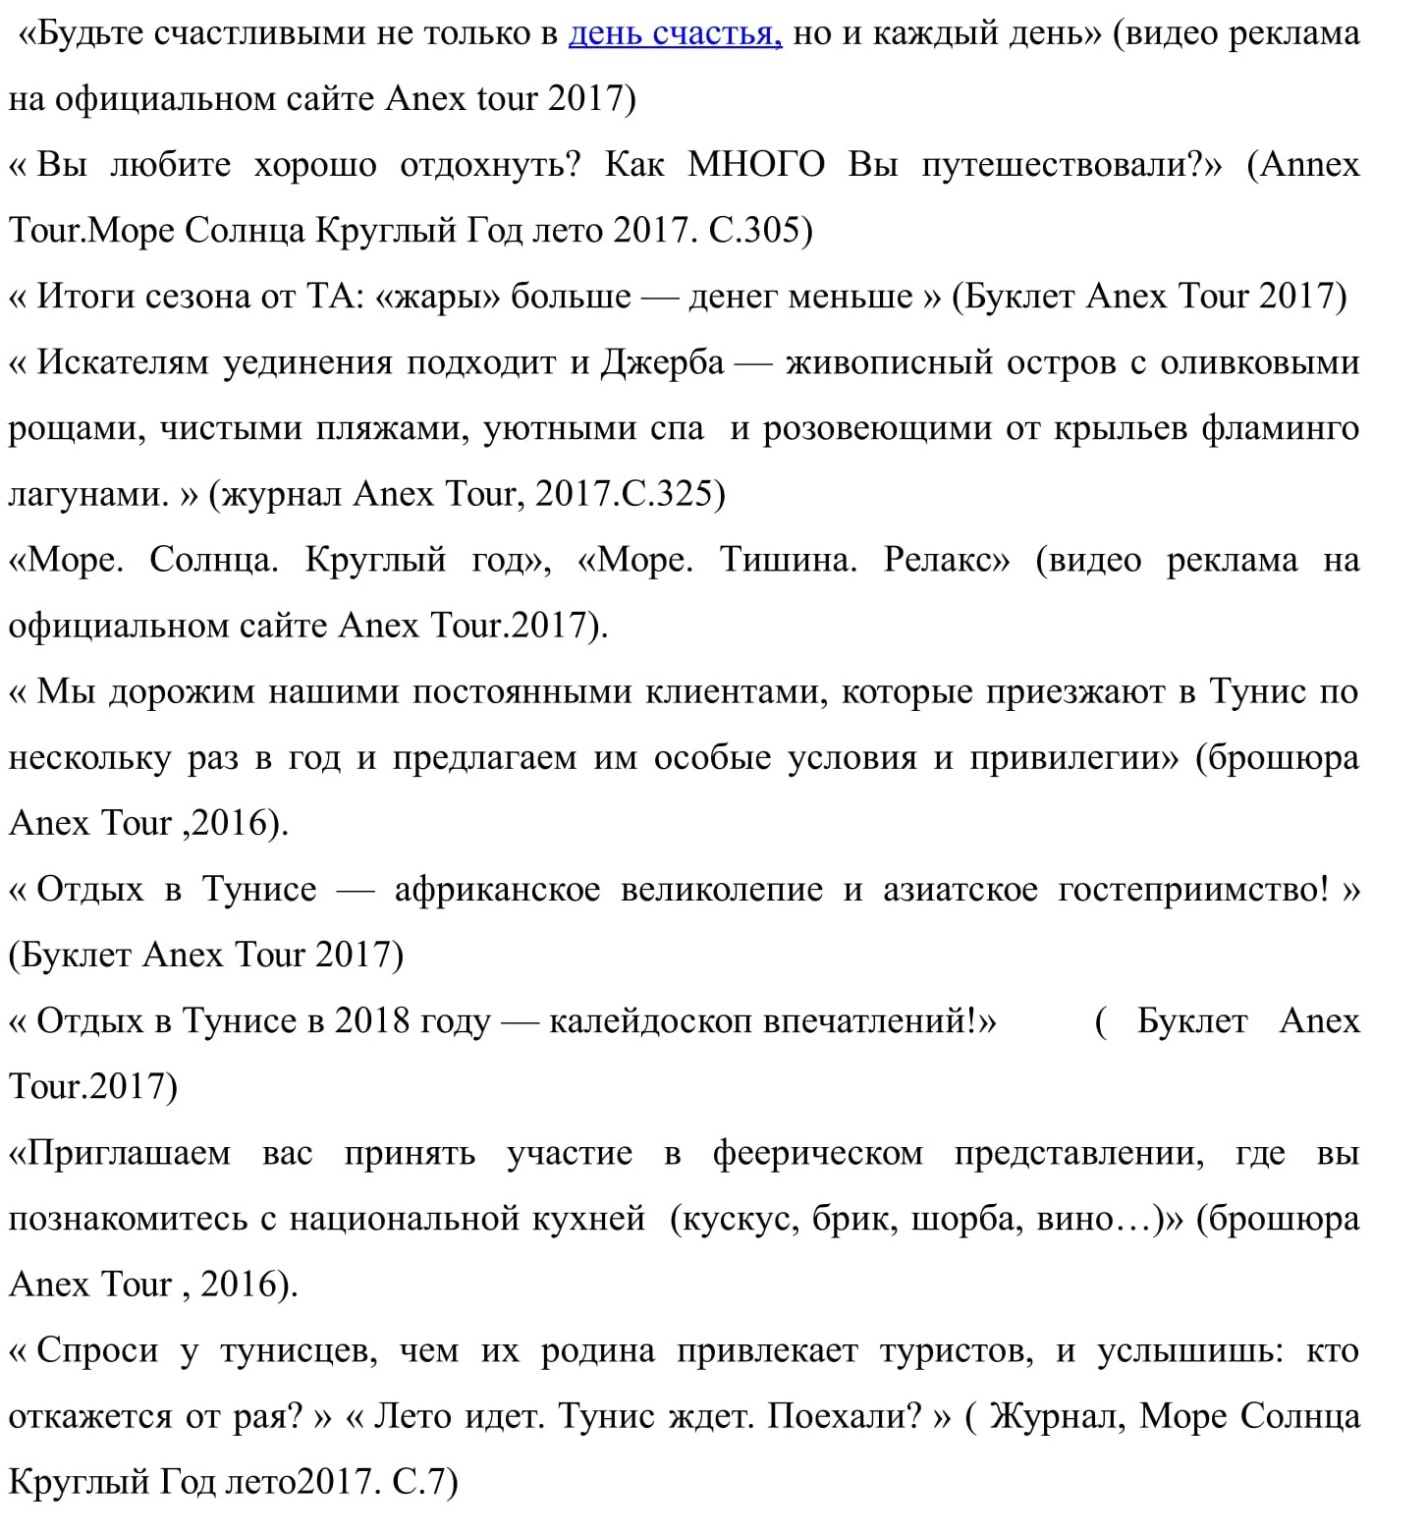 «Будьте счастливыми не только в день счастья, но и каждый день» (видео реклама
на официальном сайте Anex tour 2017)
« Вы любите хорошо отдохнуть? Как МНОГО Вы путешествовали?» (Annex
Tour.Море Солнца Круглый Год лето 2017. С.305)
« Итоги сезона от ТА: «жары» больше — денег меньше » (Буклет Anex Tour 2017)
« Искателям уединения подходит и Джерба — живописный остров с оливковыми
рощами, чистыми пляжами, уютными спа и розовеющими от крыльев фламинго
лагунами. » (журнал Anex Tour, 2017.С.325)
«Море. Солнца. Круглый год», «Море. Тишина. Релакс» (видео реклама на
официальном сайте Anex Tour.2017).
« Мы дорожим нашими постоянными клиентами, которые приезжают в Тунис по
нескольку раз в год и предлагаем им особые условия и привилегии» (брошюра
Anex Tour ,2016).
« Отдых в Тунисе — африканское великолепие и азиатское гостеприимство! »
(Буклет Anex Tour 2017)
« Отдых в Тунисе в 2018 году — калейдоскоп впечатлений!» ( Буклет Anex
Tour.2017)
«Приглашаем вас принять участие в феерическом представлении, где вы
познакомитесь с национальной кухней (кускус, брик, шорба, вино…)» (брошюра
Anex Tour , 2016).
« Спроси у тунисцев, чем их родина привлекает туристов, и услышишь: кто
откажется от рая? » « Лето идет. Тунис ждет. Поехали? » ( Журнал, Море Солнца
Круглый Год лето2017. С.7)